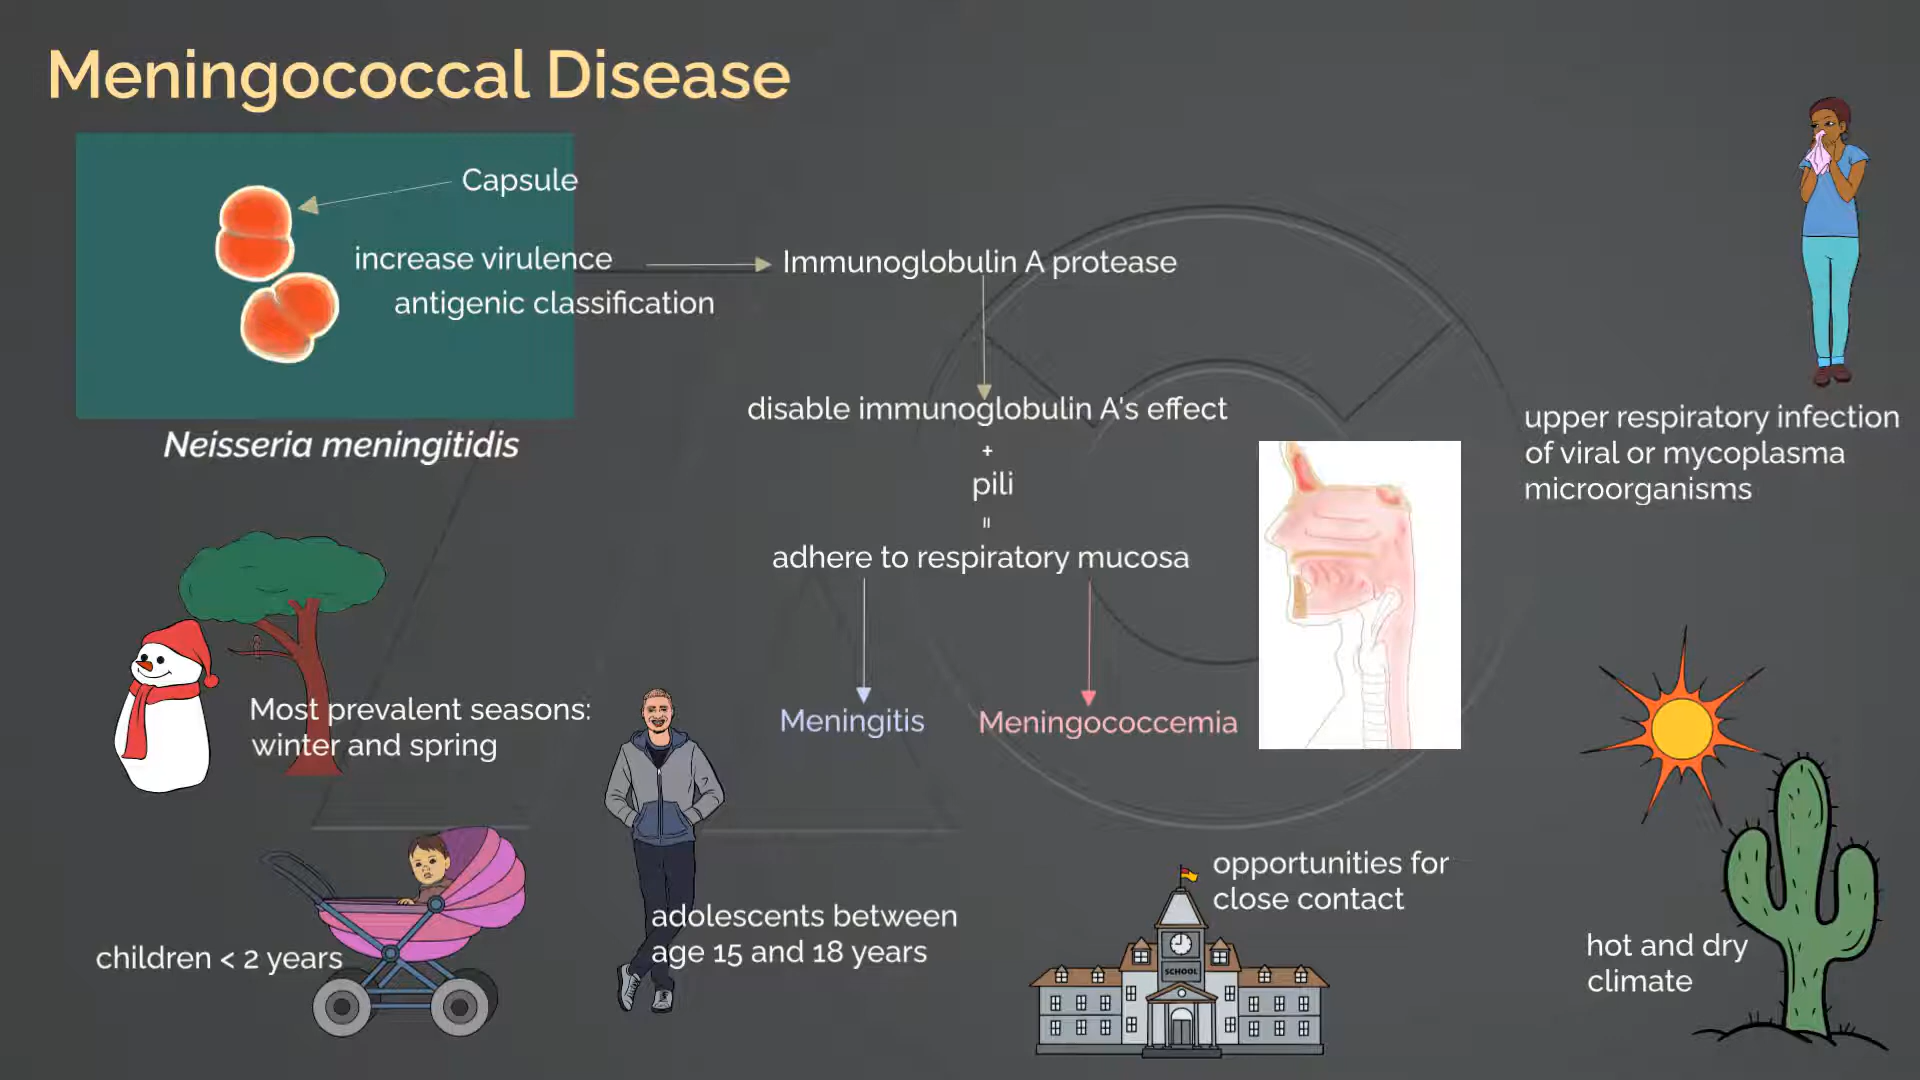 Meningococcal Disease
Capsule
increase virulence
antigenic classification
Neisseria meningitidis
Immunoglobulin A protease
disable immunoglobulin A's effect
+
pili
=
adhere to respiratory mucosa
Meningitis
Meningococcemia
upper respiratory infection
of viral or mycoplasma
microorganisms
Most prevalent seasons:
winter and spring
children < 2 years
adolescents between
age 15 and 18 years
opportunities for
close contact
SCHOOL
hot and dry
climate